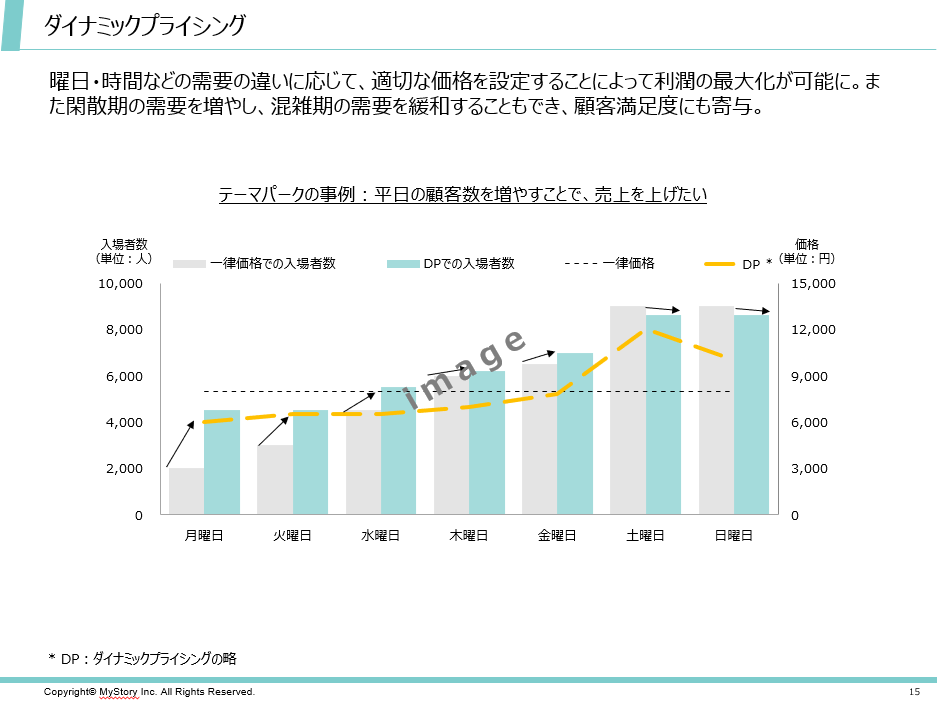 ダイナミックプライシング
曜日・時間などの需要の違いに応じて、適切な価格を設定することによって利潤の最大化が可能に。ま
た閑散期の需要を増やし、混雑期の需要を緩和することもでき、顧客満足度にも寄与。
テーマパークの事例：平日の顧客数を増やすことで、売上を上げたい
入場者数
（単位：人）
価格
（単位：円）
一律価格での入場者数
DPでの入場者数
一律価格
DP *
10,000
8,000
6,000
4,000
2,000
0
15,000
12,000
9,000
6,000
3,000
0
image
月曜日 火曜日 水曜日 木曜日 金曜日 土曜日 日曜日
* DP：ダイナミックプライシングの略
Copyright© MyStory Inc. All Rights Reserved.
15